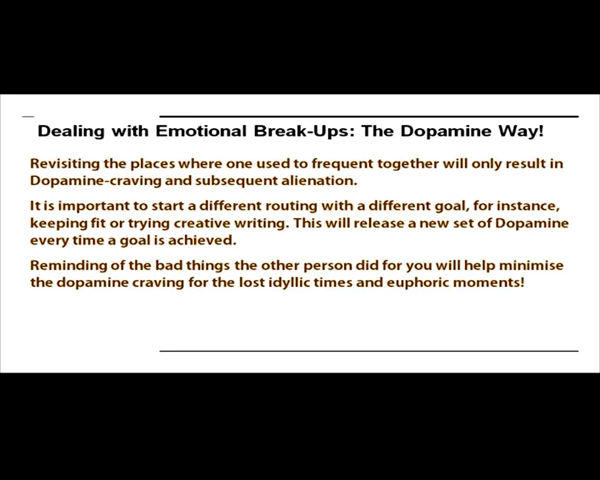 Dealing with Emotional Break-Ups: The Dopamine Way!
Revisiting the places where one used to frequent together will only result in
Dopamine-craving and subsequent alienation.
It is important to start a different routing with a different goal, for instance,
keeping fit or trying creative writing. This will release a new set of Dopamine
every time a goal is achieved.
Reminding of the bad things the other person did for you will help minimise
the dopamine craving for the lost idyllic times and euphoric moments!